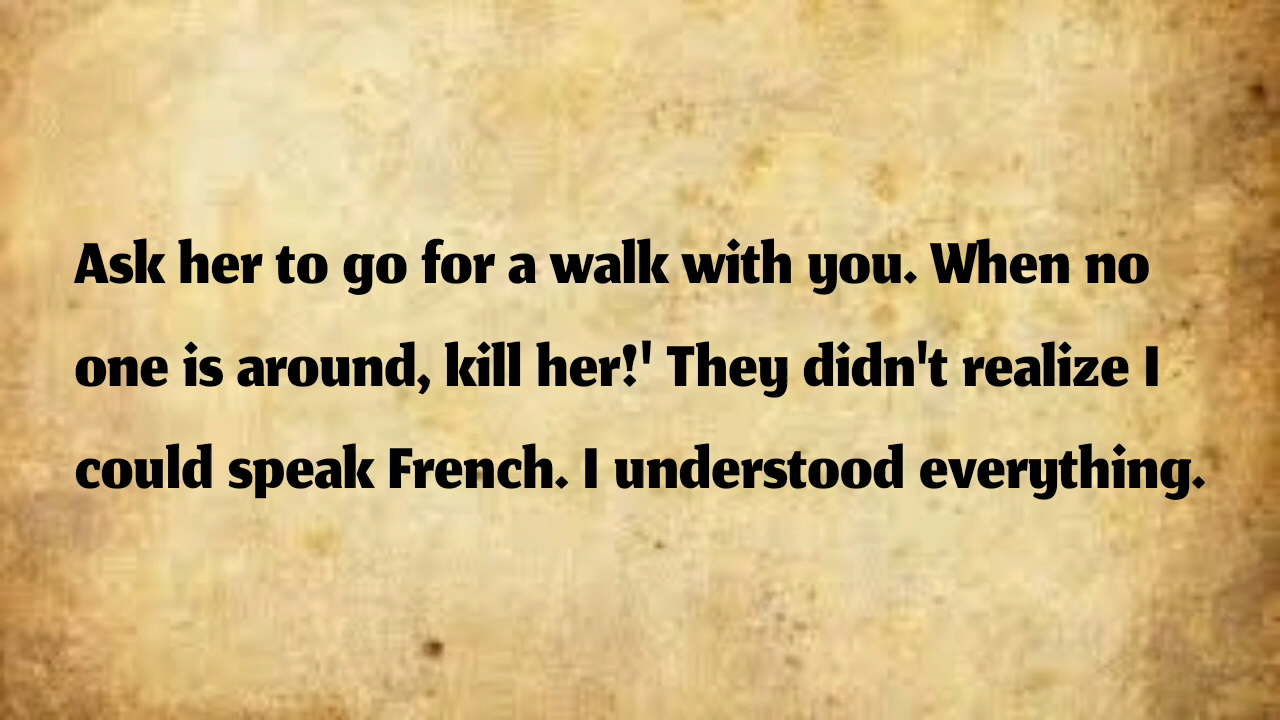 Ask her to go for a walk with you. When no
one is around, kill her!' They didn't realize I
could speak French. I understood everything.